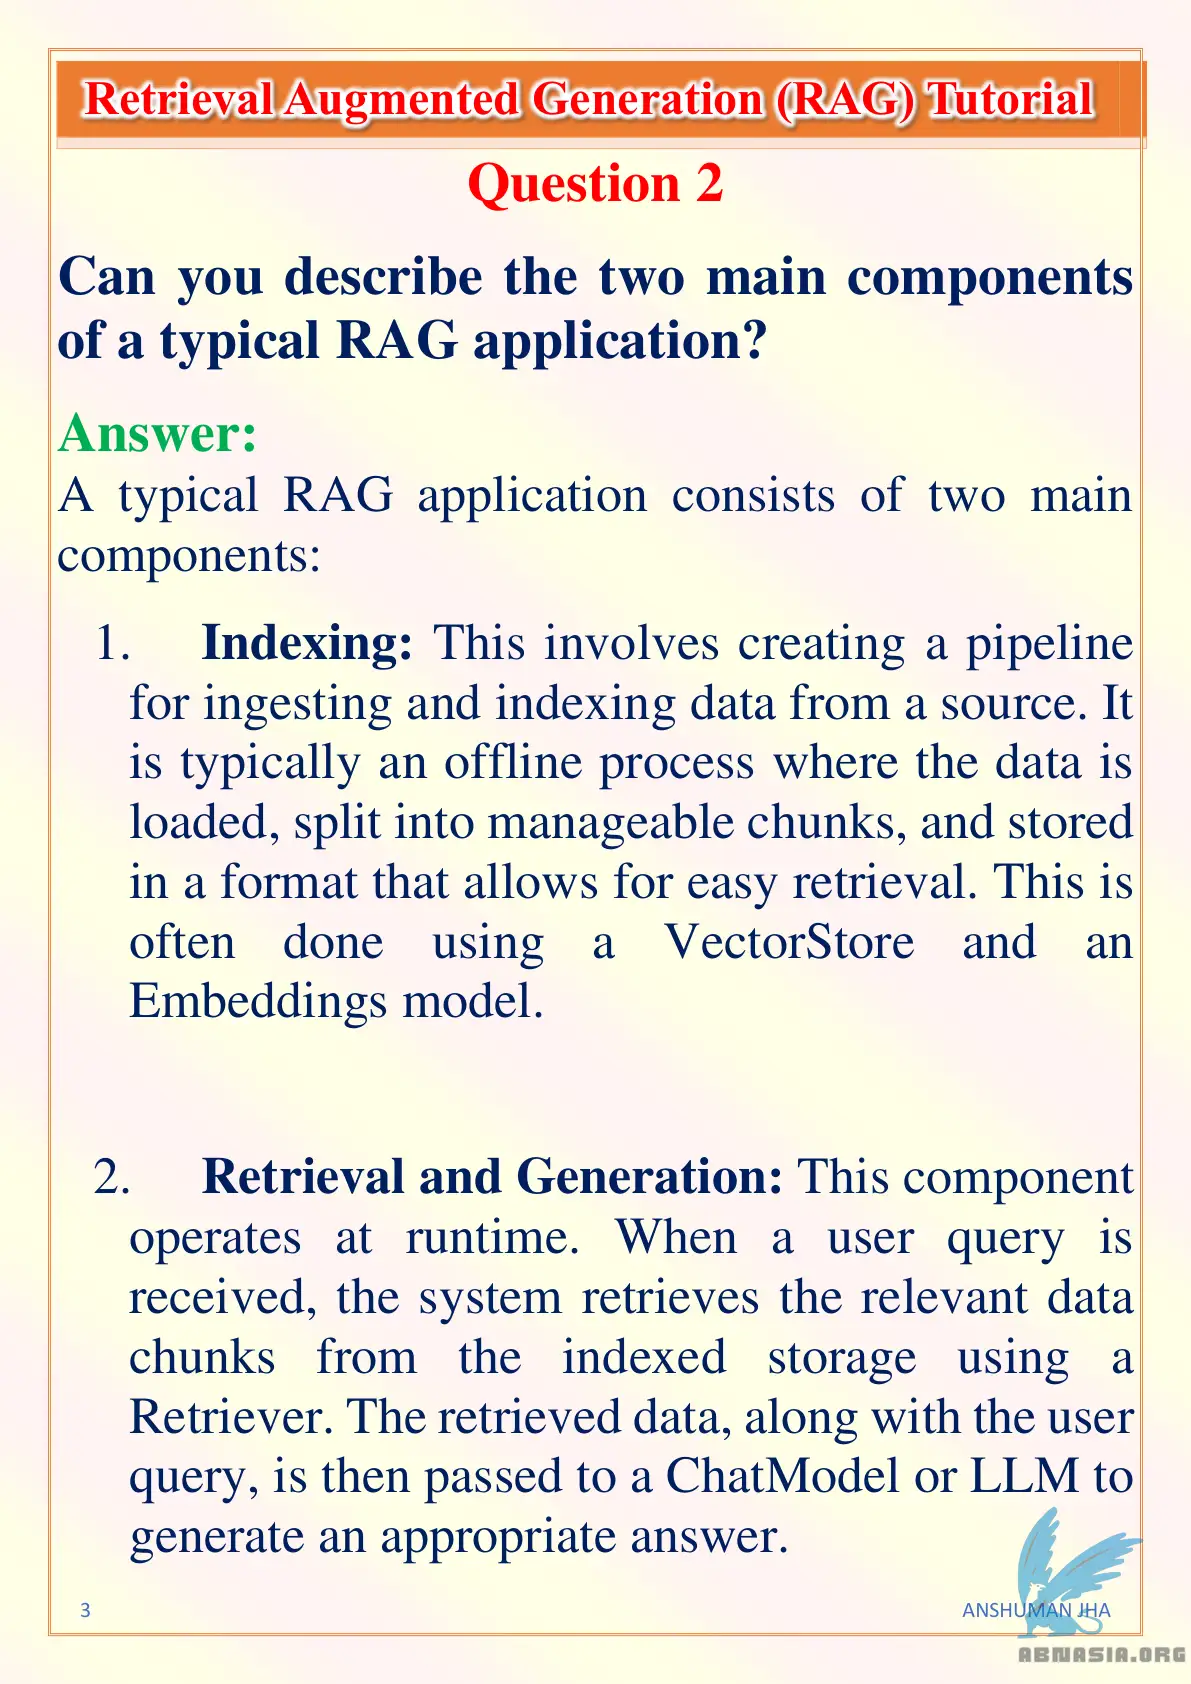 Retrieval Augmented Generation (RAG) Tutorial
Question 2
Can you describe the two main components
of a typical RAG application?
Answer:
A typical RAG application consists of two main
components:
1. Indexing: This involves creating a pipeline
for ingesting and indexing data from a source. It
is typically an offline process where the data is
loaded, split into manageable chunks, and stored
in a format that allows for easy retrieval. This is
often done using a VectorStore and an
Embeddings model.
2. Retrieval and Generation: This component
operates at runtime. When a user query is
received, the system retrieves the relevant data
chunks from the indexed storage using a
Retriever. The retrieved data, along with the user
query, is then passed to a ChatModel or LLM to
generate an appropriate answer.
3 ANSHUMAN JHA
ABNASIA.ORG